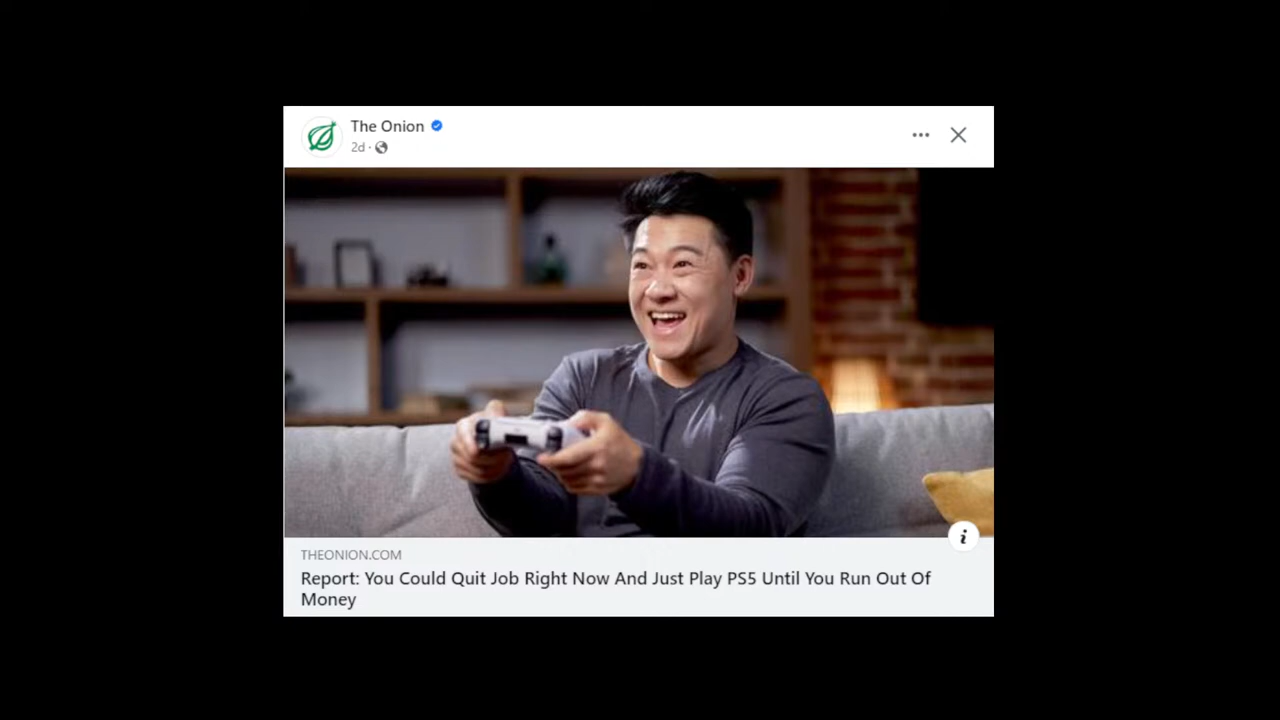 The Onion
2d ·
THEONION.COM
Report: You Could Quit Job Right Now And Just Play PS5 Until You Run Out Of
Money